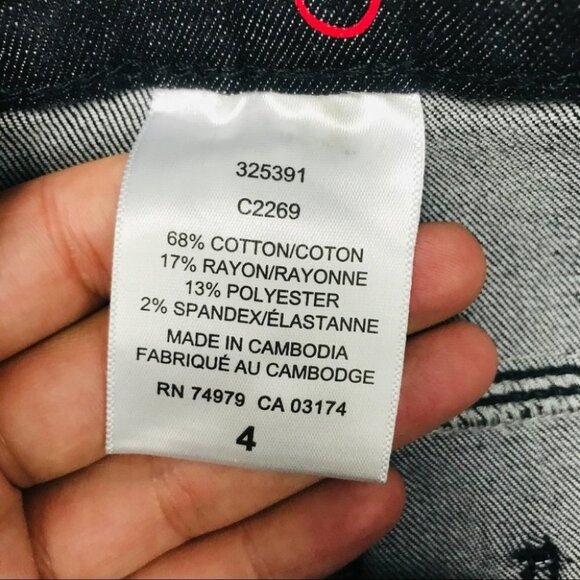 325391
C2269
68% COTTON/COTON
17% RAYON/RAYONNE
13% POLYESTER
2% SPANDEX/ÉLASTANNE
MADE IN CAMBODIA
FABRIQUÉ AU CAMBODGE
RN 74979 CA 03174
4